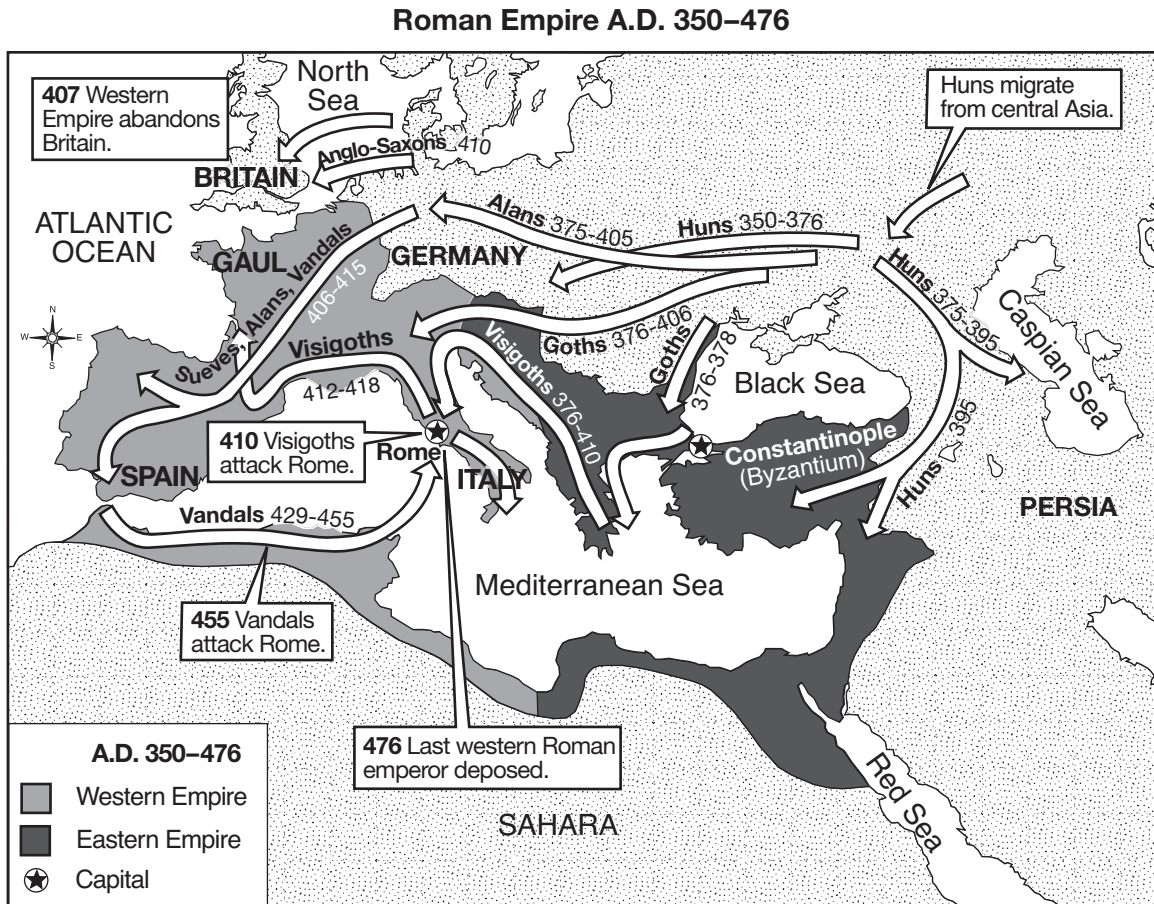 Roman Empire A.D. 350–476
407 Western
Empire abandons
Britain.
North
Sea
Huns migrate
from central Asia.
Anglo-Saxons 410
BRITAIN
ATLANTIC
OCEAN
Alans 375-405
Huns 350-376
GAUL
GERMANY
Sueves, Alans, Vandals
406-415
Huns 375-395
Caspian Sea
N
W
E
S
Visigoths
412-418
Goths 376-406
Visigoths 376-410
Goths
376-378
Black Sea
410 Visigoths
attack Rome.
Rome
Constantinople
(Byzantium)
Huns 395
SPAIN
ITALY
PERSIA
Vandals 429-455
Mediterranean Sea
455 Vandals
attack Rome.
476 Last western Roman
emperor deposed.
Red Sea
SAHARA
A.D. 350–476
Western Empire
Eastern Empire
Capital